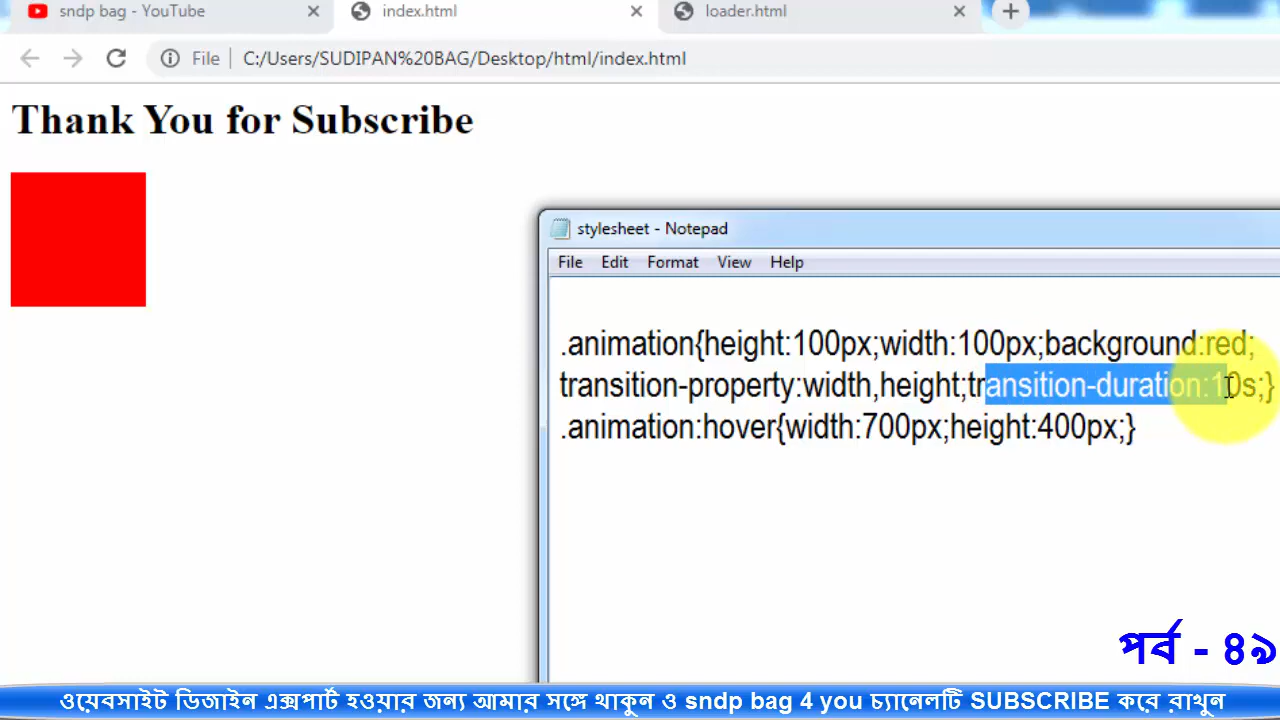 sndp bag - YouTube
index.html
loader.html
File
C:/Users/SUDIPAN%20BAG/Desktop/html/index.html
Thank You for Subscribe
stylesheet - Notepad
File Edit Format View Help
.animation{height:100px;width:100px;background:red;
transition-property:width,height;transition-duration:10s;}
.animation:hover{width:700px;height:400px;}
পর্ব - ৪৯
ওয়েবসাইট ডিজাইন এক্সপার্ট হওয়ার জন্য আমার সঙ্গে থাকুন ও sndp bag 4 you চ্যানেলটি SUBSCRIBE করে রাখুন